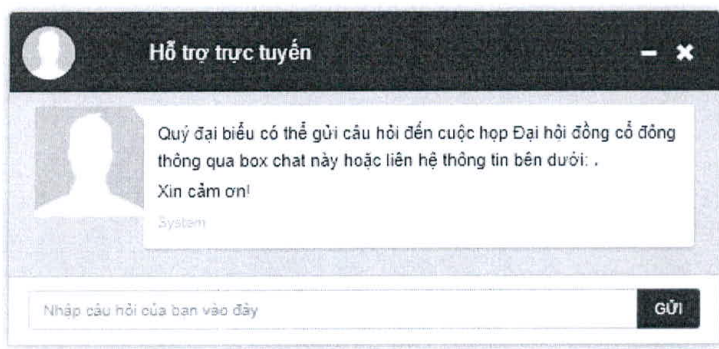 Hỗ trợ trực tuyến
Quý đại biểu có thể gửi câu hỏi đến cuộc họp Đại hội đồng cổ đông
thông qua box chat này hoặc liên hệ thông tin bên dưới: .
Xin cảm ơn!
System
Nhập câu hỏi của bạn vào đây
GỬI